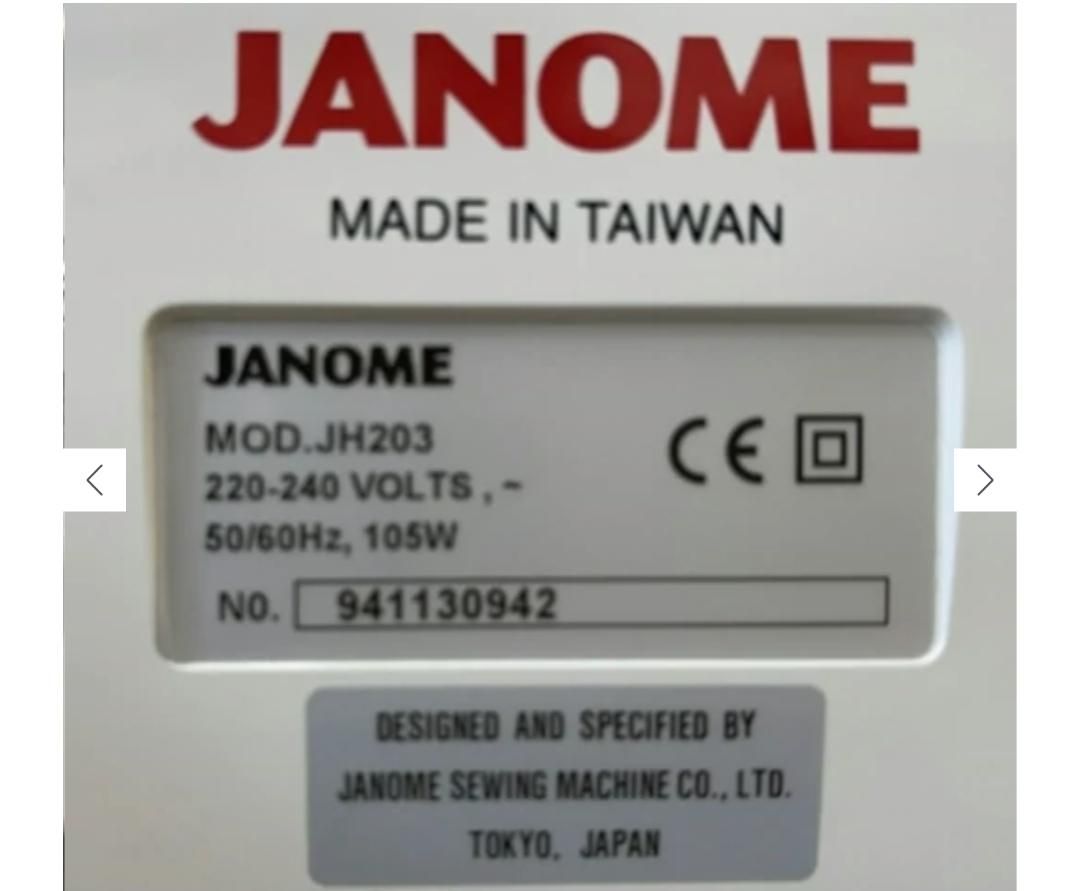 JANOME
MADE IN TAIWAN
JANOME
MOD.JH203
220-240 VOLTS , ~
50/60Hz, 105W
CE
NO. 941130942
DESIGNED AND SPECIFIED BY
JANOME SEWING MACHINE CO., LTD.
TOKYO, JAPAN